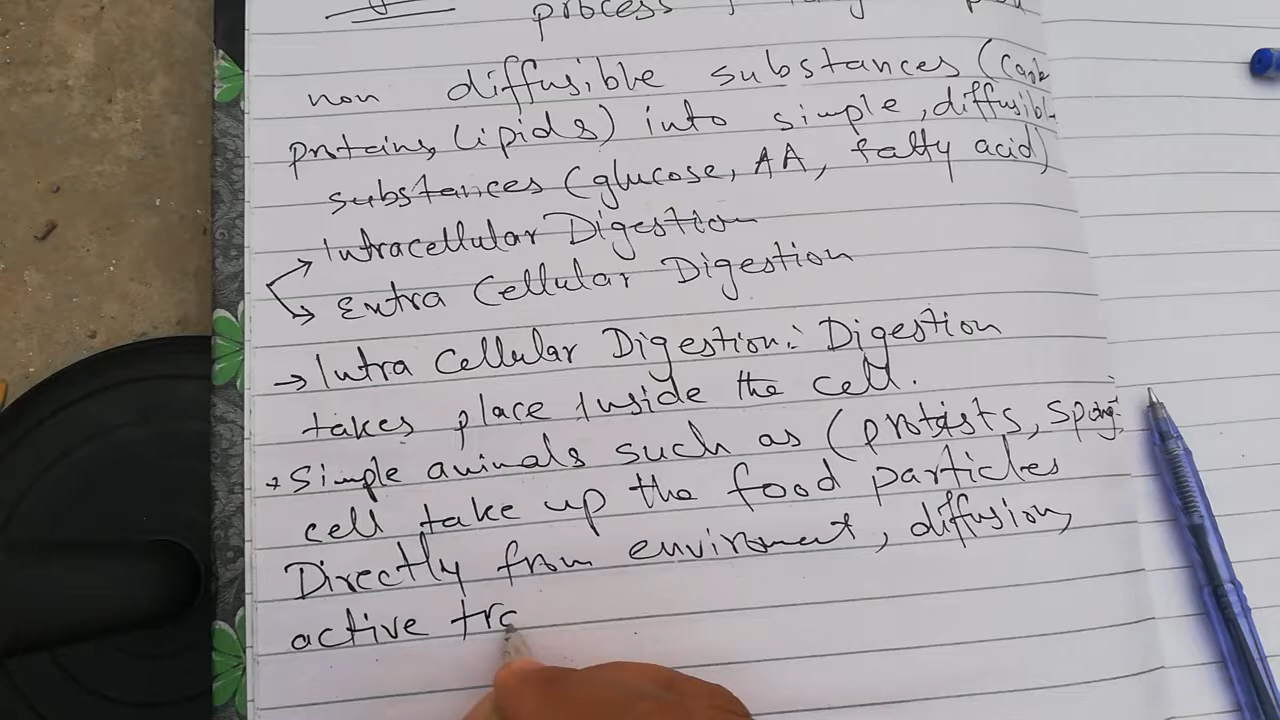 process
non diffusible substances (Carb
proteins, Lipids) into simple, diffusible
substances (glucose, AA, fatty acid)
→ Intracellular Digestion
→ Extra Cellular Digestion
→ Intra Cellular Digestion: Digestion
takes place Inside the cell.
→ Simple animals such as (protists, Spong
cell take up the food particles
Directly from enviroment, diffusion,
active tra